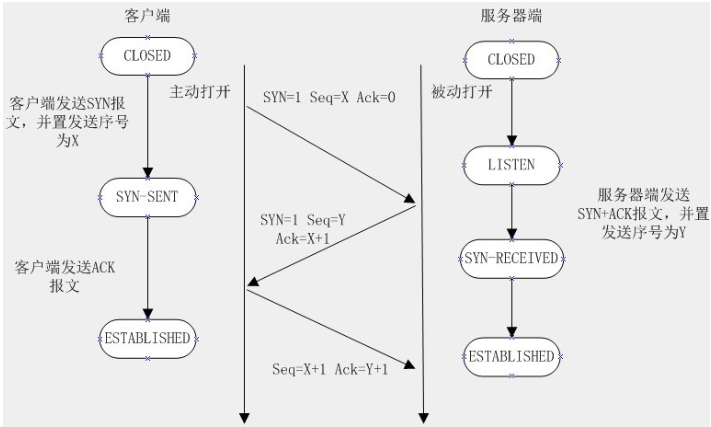 客户端
服务器端
CLOSED
CLOSED
客户端发送SYN报
文，并置发送序号
为X
主动打开
SYN=1 Seq=X Ack=0
被动打开
LISTEN
SYN-SENT
服务器端发送
SYN+ACK报文，并置
发送序号为Y
SYN=1 Seq=Y
Ack=X+1
SYN-RECEIVED
客户端发送ACK
报文
ESTABLISHED
ESTABLISHED
Seq=X+1 Ack=Y+1